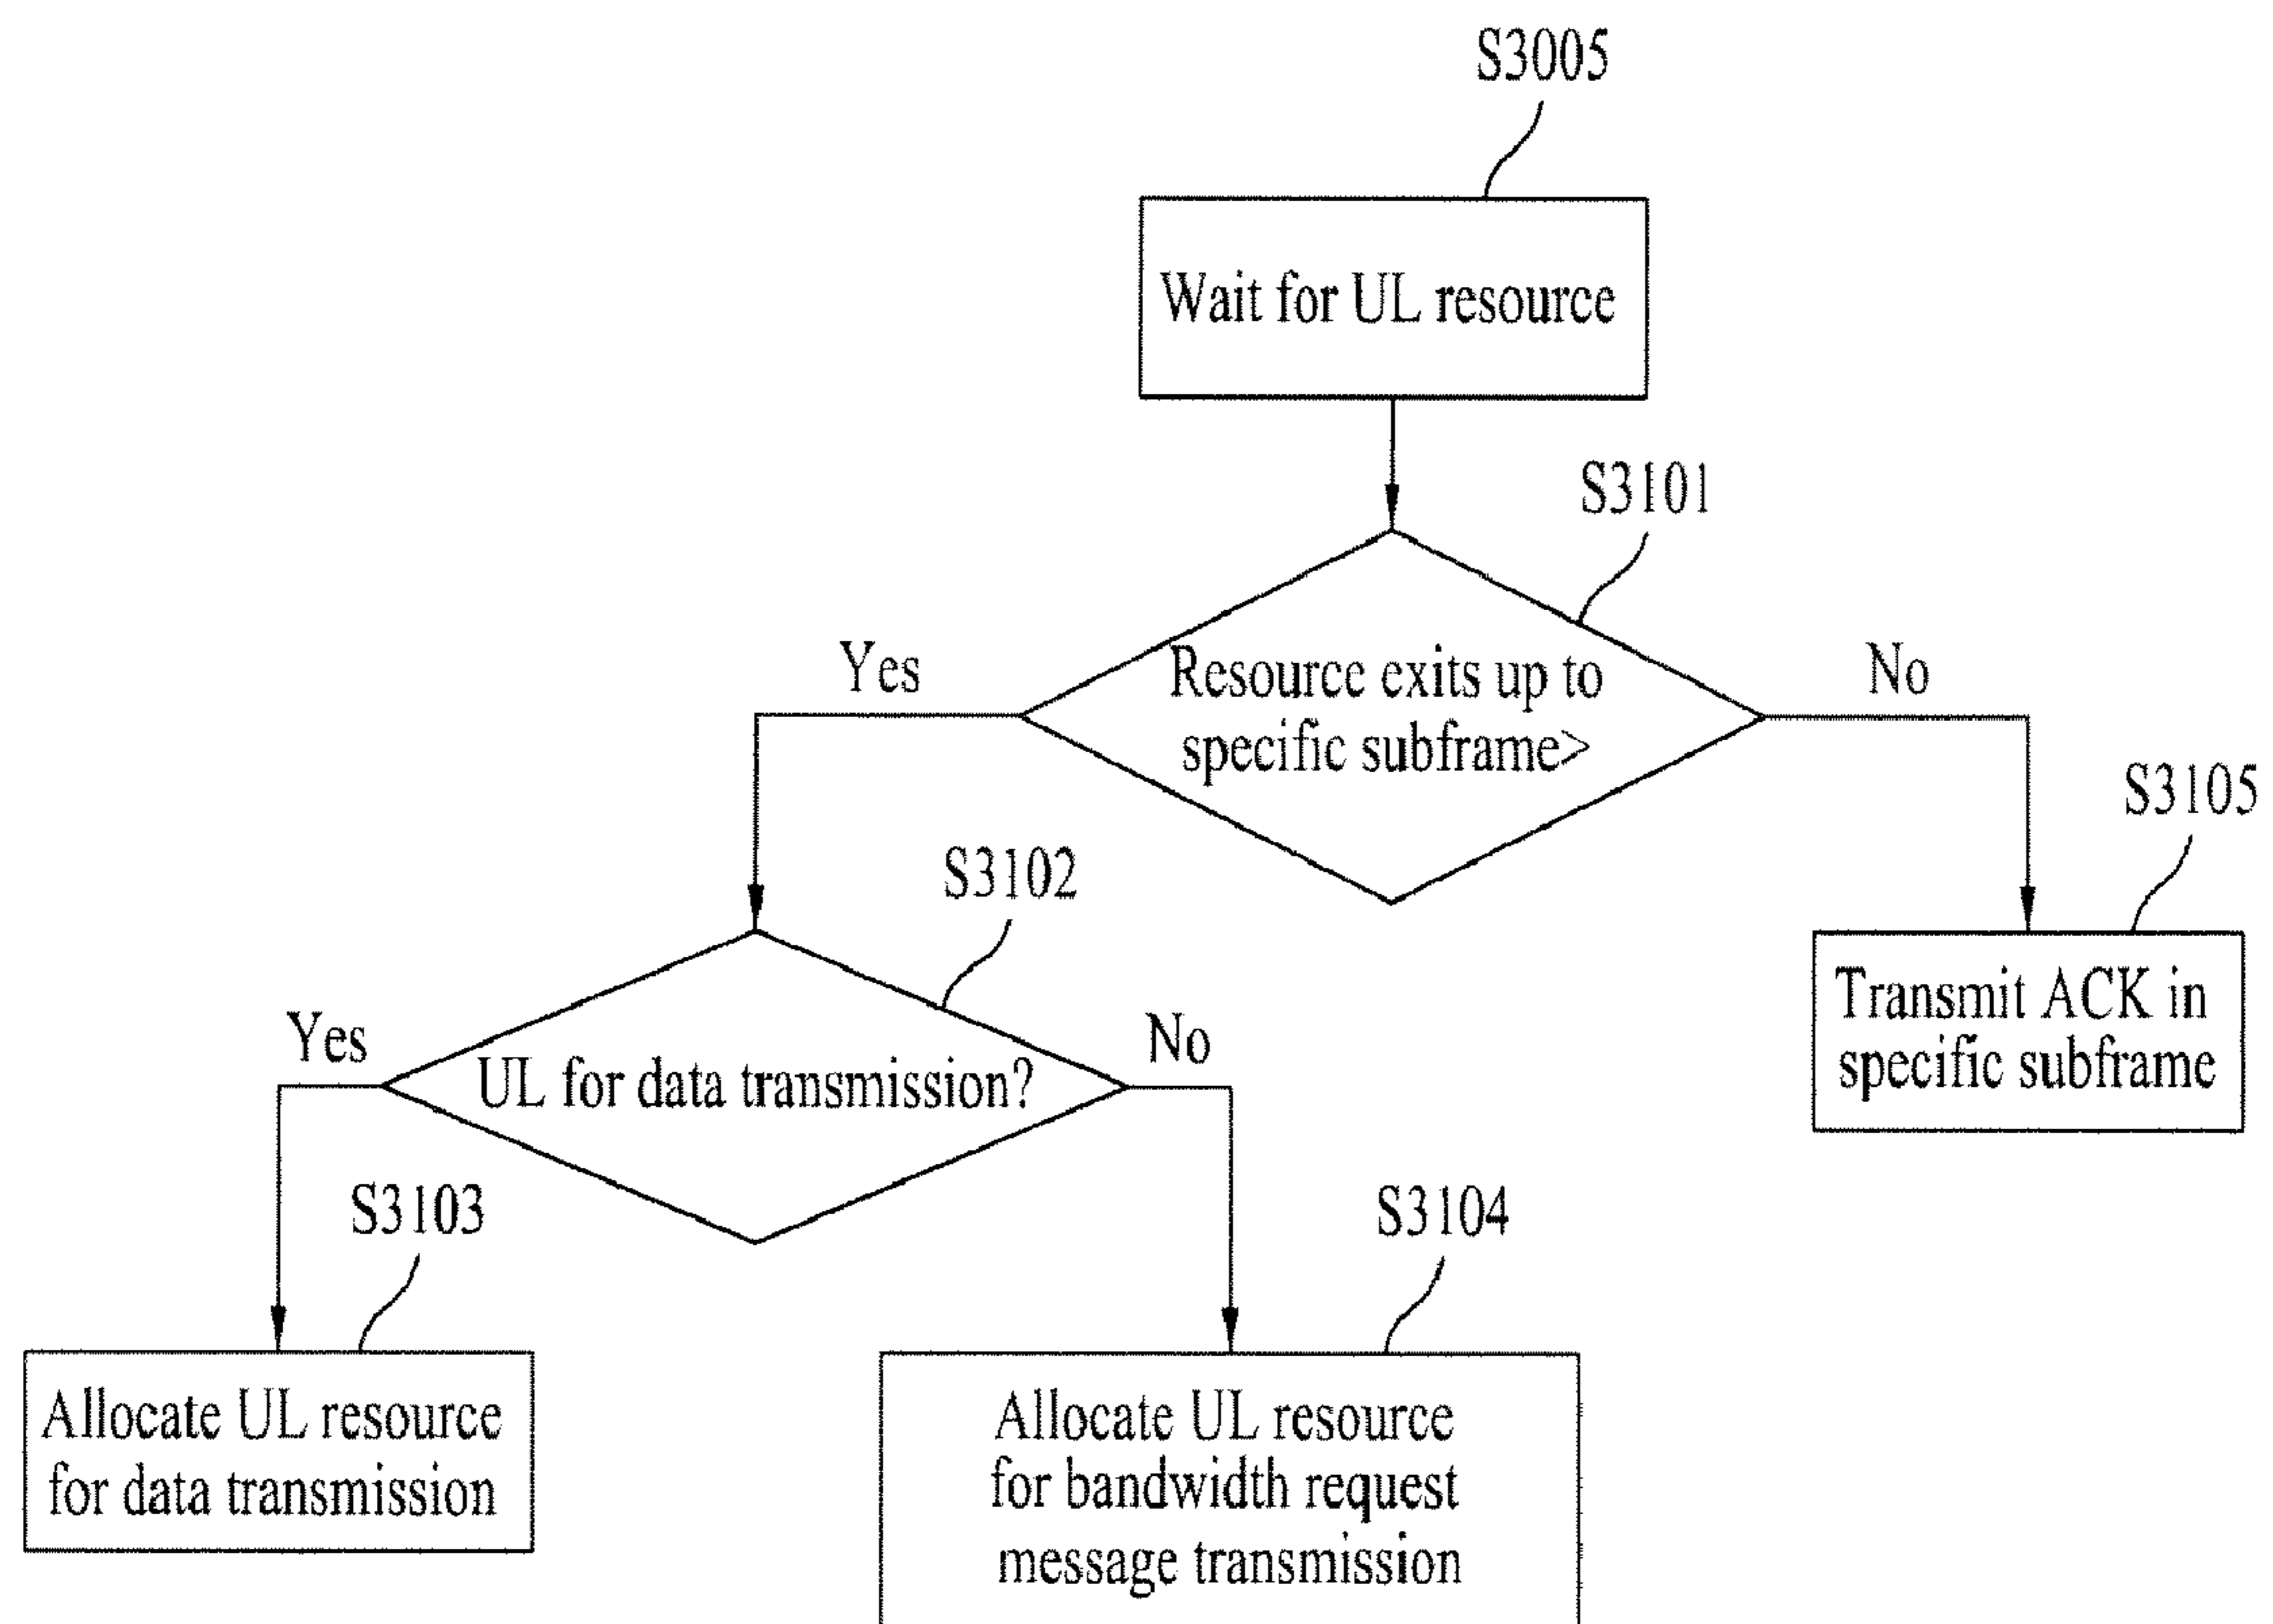 S3005
Wait for UL resource
S3101
Yes
Resource exits up to
specific subframe>
No
S3105
Transmit ACK in
specific subframe
S3102
Yes
UL for data transmission?
No
S3103
Allocate UL resource
for data transmission
S3104
Allocate UL resource
for bandwidth request
message transmission